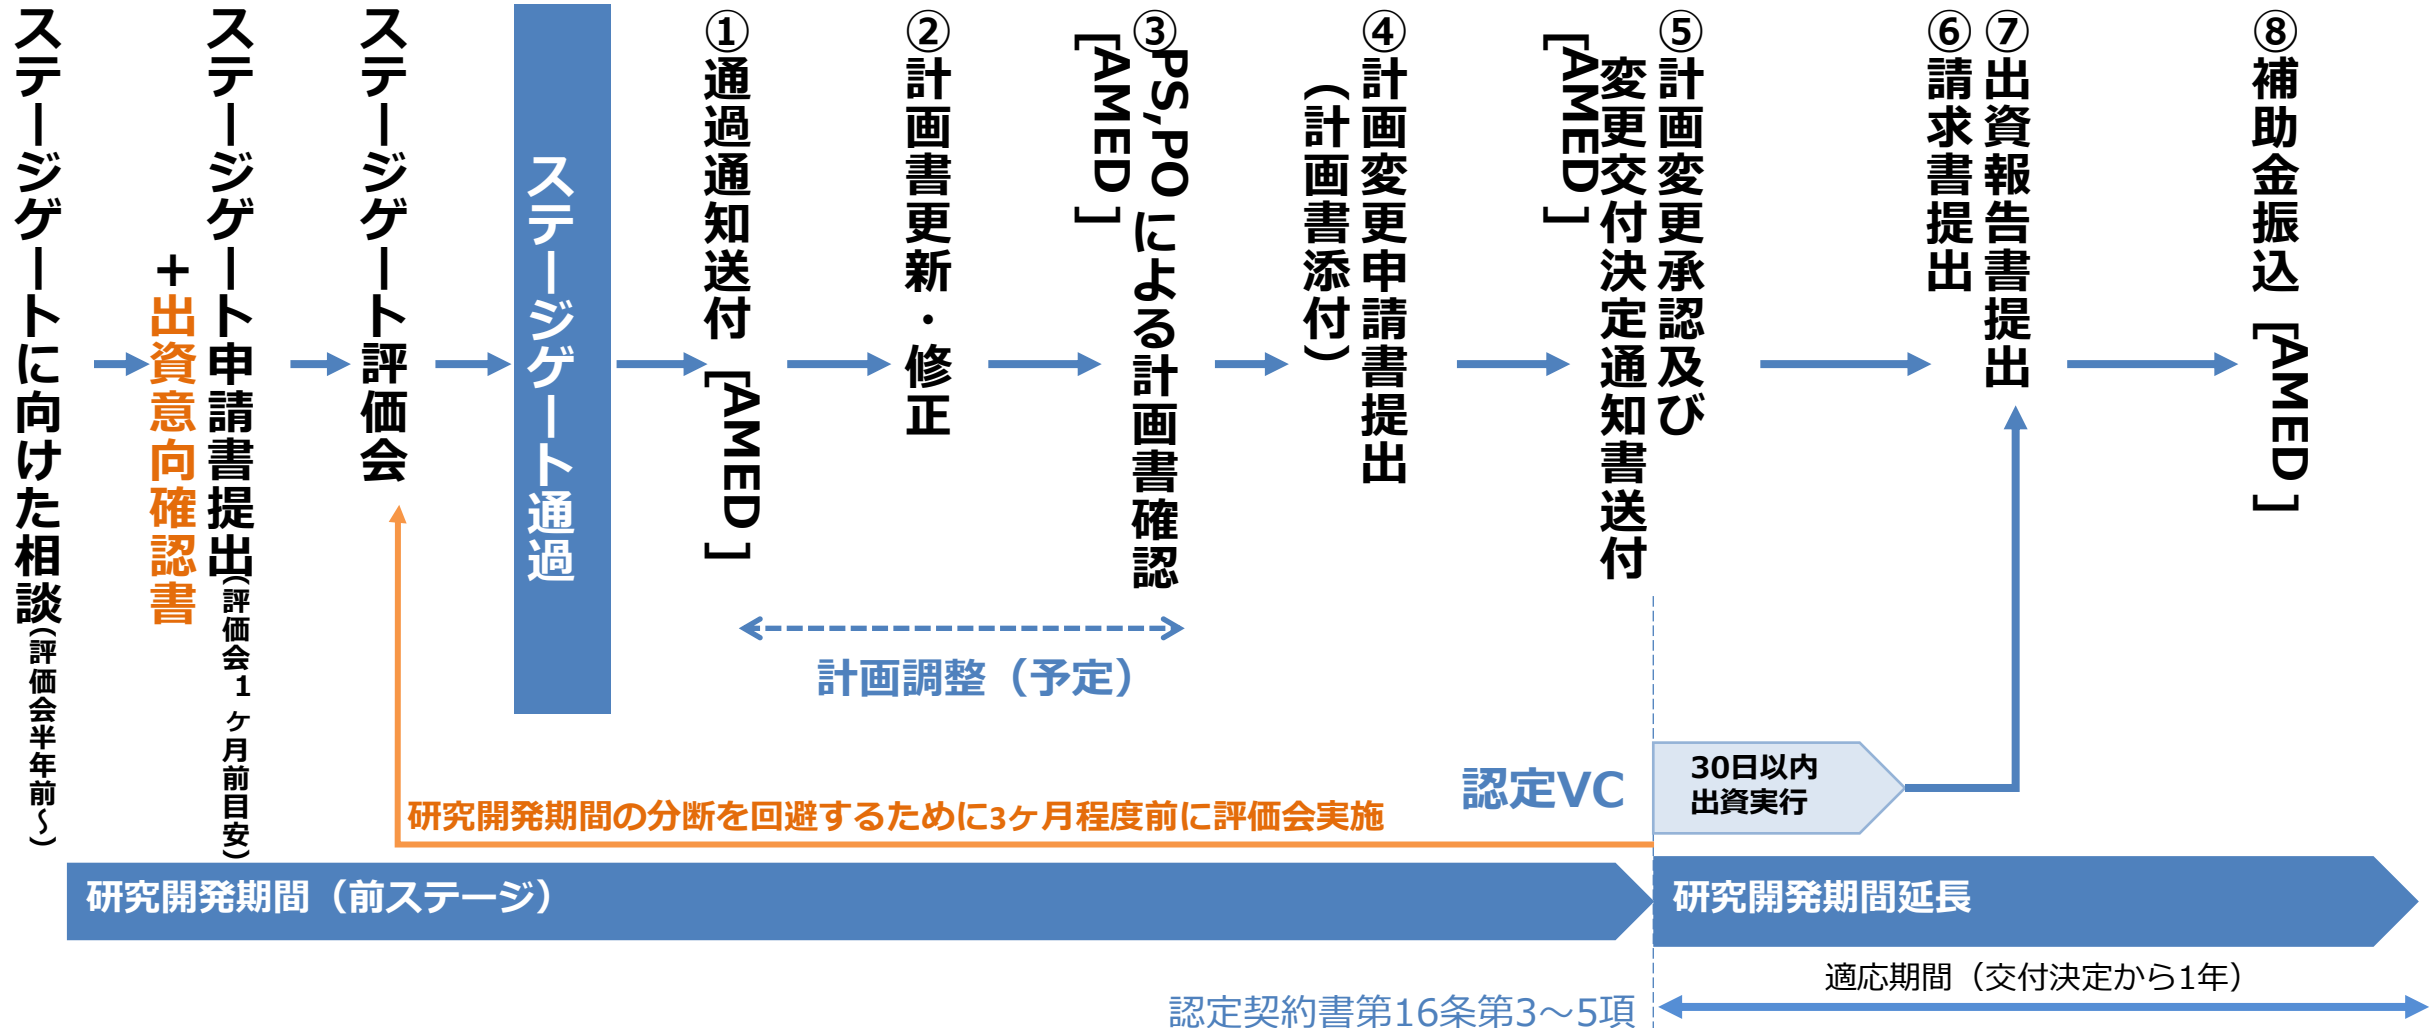 ステージゲートに向けた相談(評価会半年前～)
ステージゲート申請書提出(評価会１ヶ月前目安)
＋出資意向確認書
ステージゲート評価会
ステージゲート通過
①通過通知送付［AMED］
②計画書更新・修正
③PS,POによる計画書確認
［AMED］
④計画変更申請書提出
（計画書添付）
⑤計画変更承認及び
変更交付決定通知書送付
［AMED］
⑥請求書提出
⑦出資報告書提出
⑧補助金振込［AMED］
計画調整（予定）
認定VC
30日以内
出資実行
研究開発期間の分断を回避するために3ヶ月程度前に評価会実施
研究開発期間（前ステージ）
研究開発期間延長
適応期間（交付決定から1年）
認定契約書第16条第3～5項